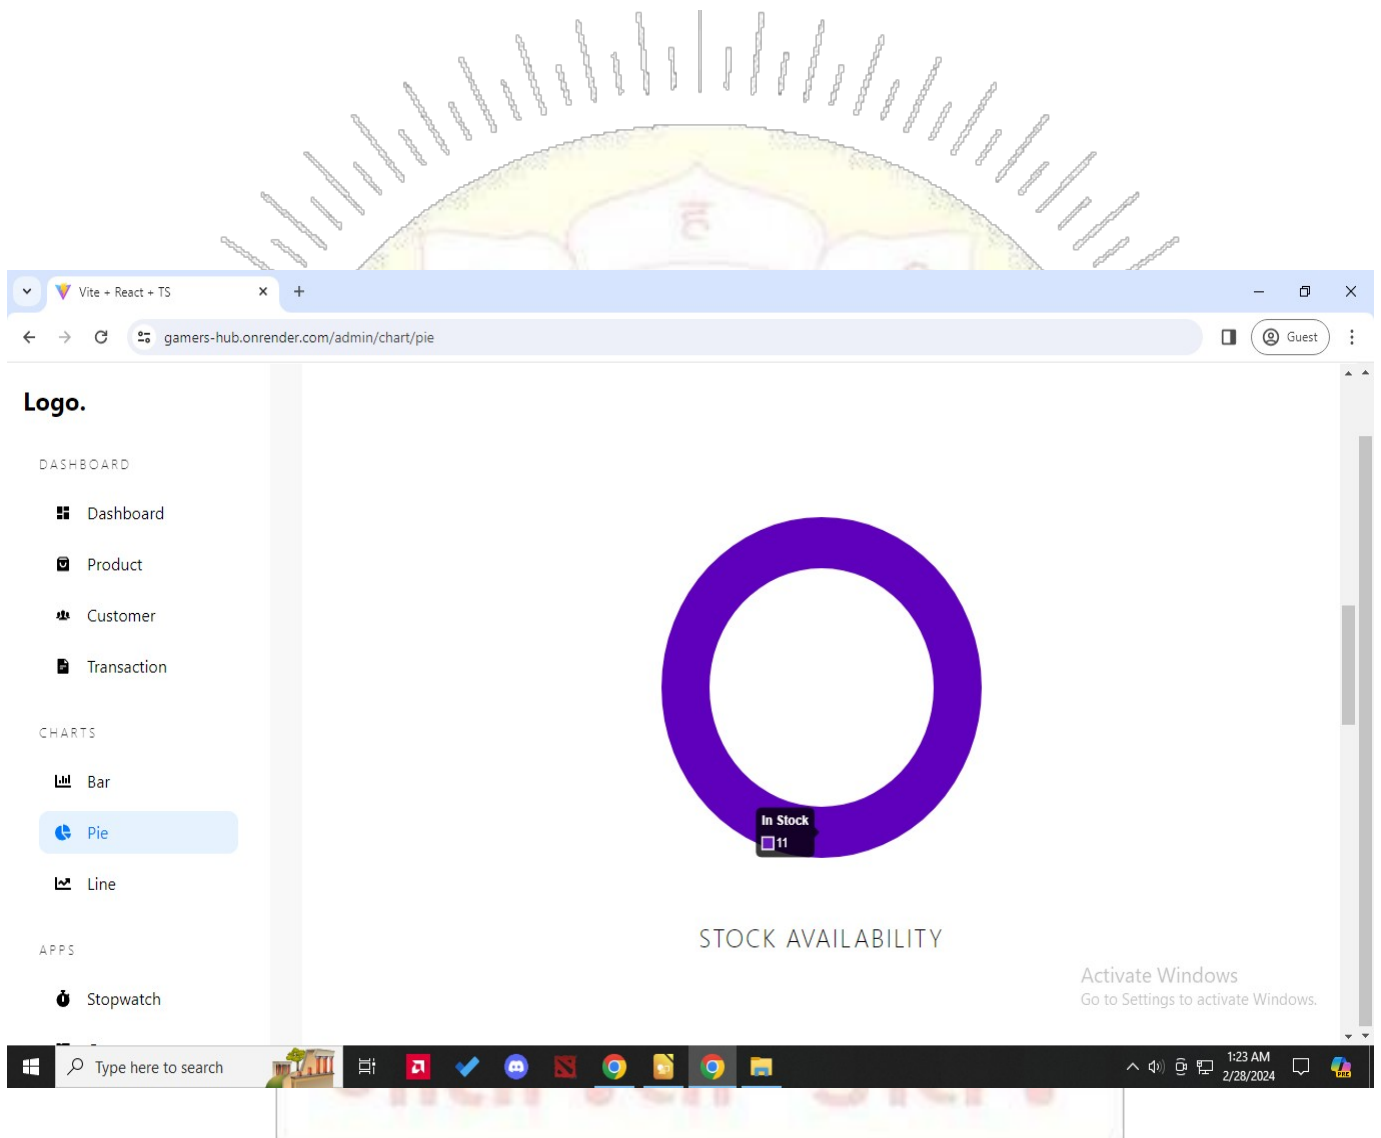 ह
Vite + React + TS
gamers-hub.onrender.com/admin/chart/pie
Guest
Logo.
DASHBOARD
Dashboard
Product
Customer
Transaction
CHARTS
Bar
Pie
Line
APPS
Stopwatch
In Stock
11
STOCK AVAILABILITY
Activate Windows
Go to Settings to activate Windows.
Type here to search
1:23 AM
2/28/2024
PRE